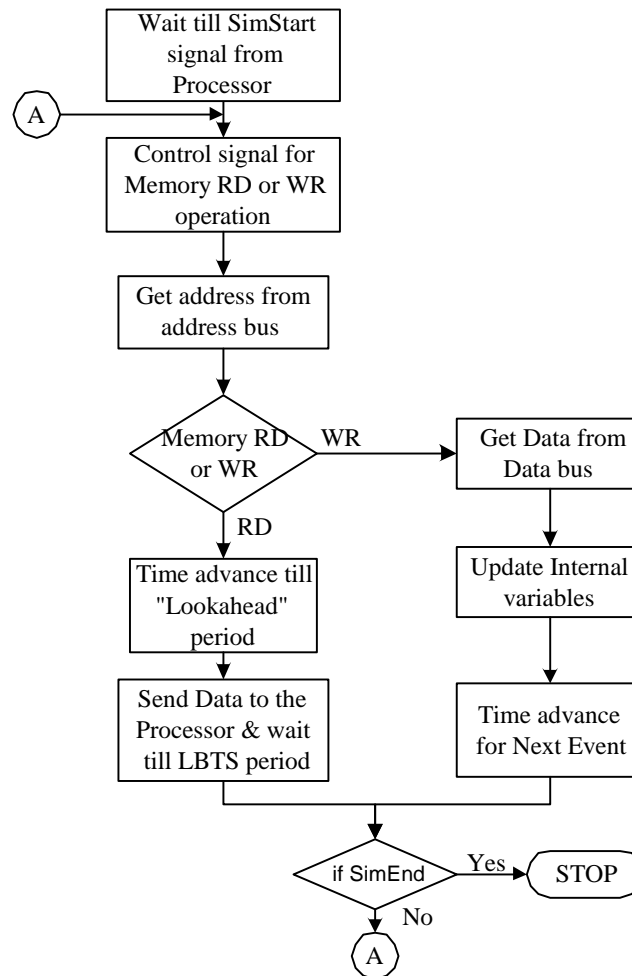 Wait till SimStart
signal from
Processor
A
Control signal for
Memory RD or WR
operation
Get address from
address bus
Memory RD
or WR
WR
Get Data from
Data bus
RD
Time advance till
"Lookahead"
period
Update Internal
variables
Send Data to the
Processor & wait
till LBTS period
Time advance
for Next Event
if SimEnd
Yes
STOP
No
A